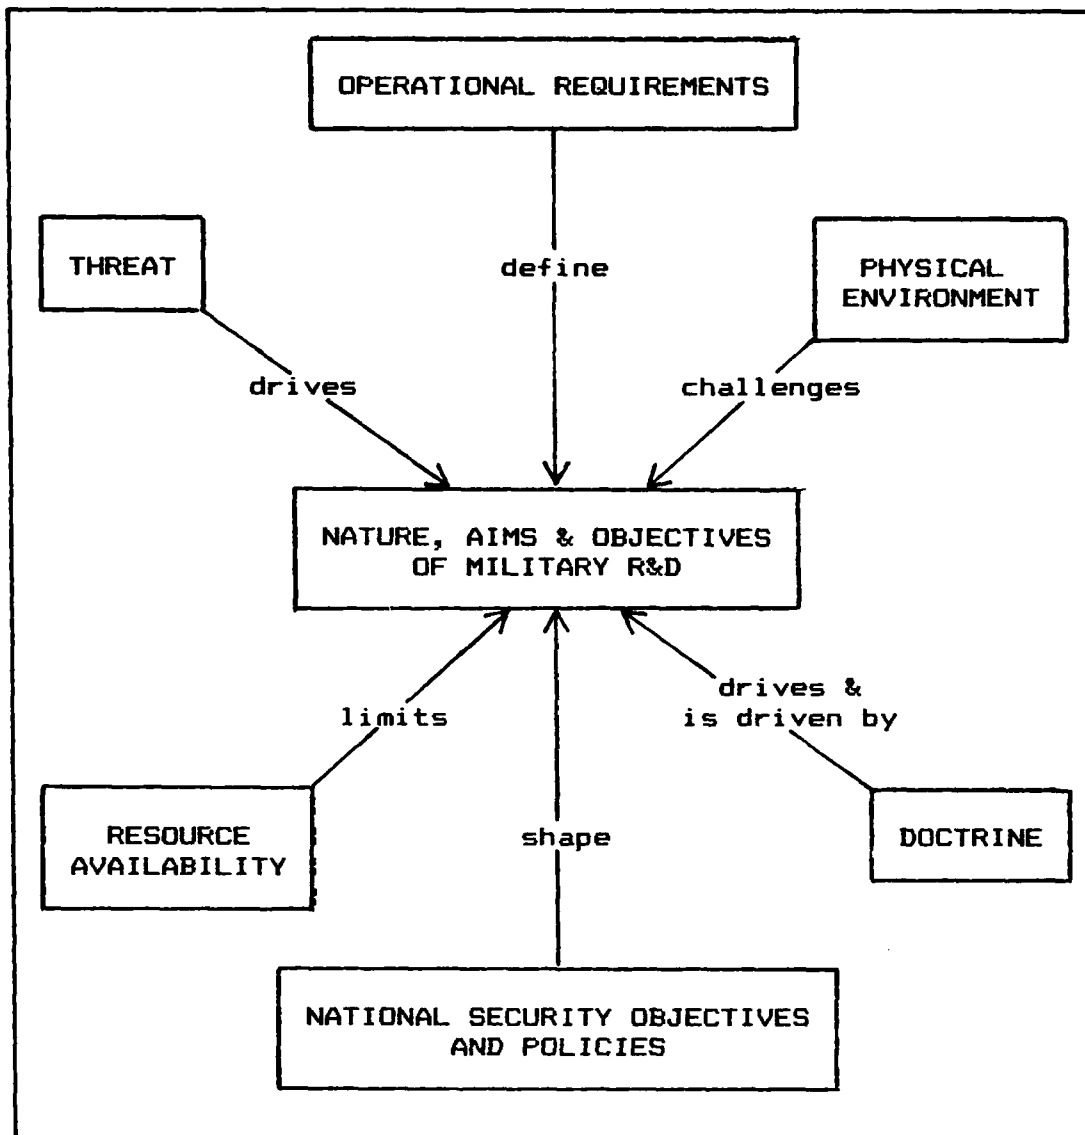 OPERATIONAL REQUIREMENTS
THREAT
define
PHYSICAL
ENVIRONMENT
drives
challenges
NATURE, AIMS & OBJECTIVES
OF MILITARY R&D
limits
drives &
is driven by
RESOURCE
AVAILABILITY
shape
DOCTRINE
NATIONAL SECURITY OBJECTIVES
AND POLICIES